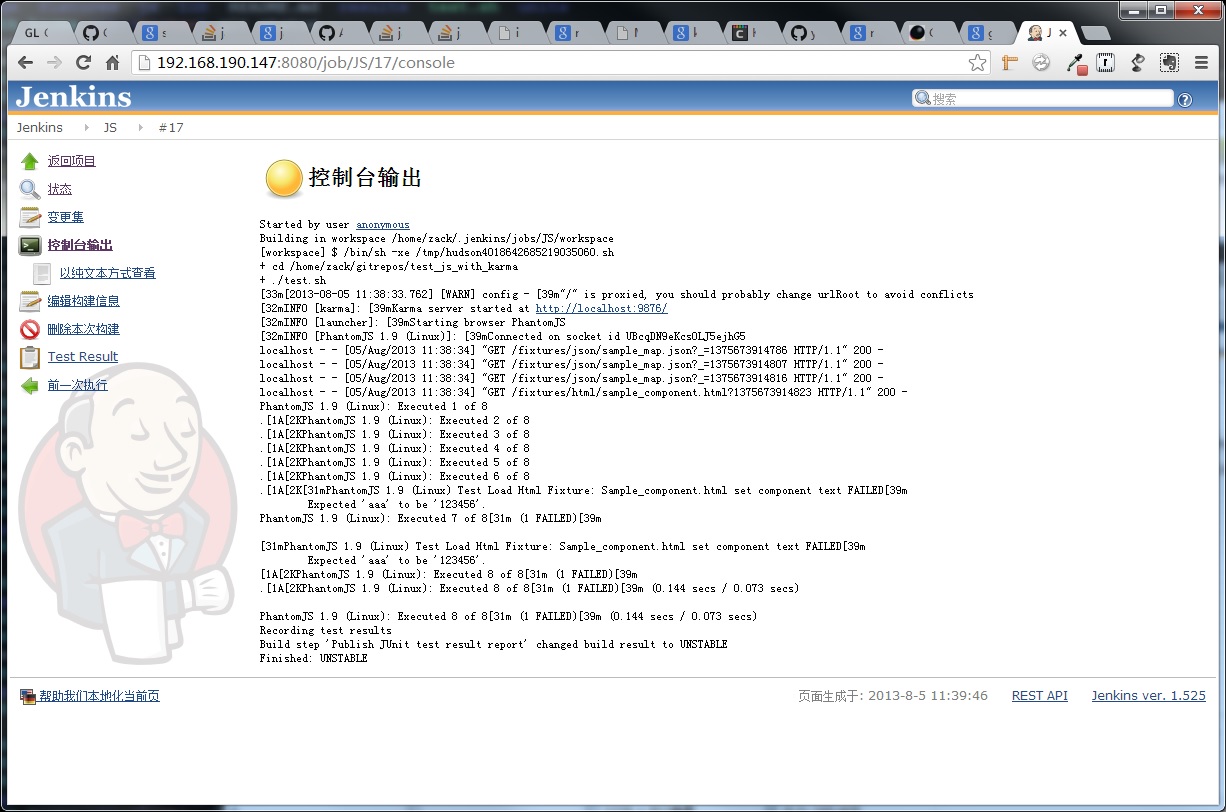 GL
192.168.190.147:8080/job/JS/17/console
Jenkins
搜索
Jenkins JS #17
返回项目
状态
变更集
控制台输出
以纯文本方式查看
编辑构建信息
删除本次构建
Test Result
前一次执行
控制台输出
Started by user anonymous
Building in workspace /home/zack/.jenkins/jobs/JS/workspace
[workspace] $ /bin/sh -xe /tmp/hudson4018642685219035060.sh
+ cd /home/zack/gitrepos/test_js_with_karma
+ ./test.sh
[33m[2013-08-05 11:38:33.762] [WARN] config - [39m"/" is proxied, you should probably change urlRoot to avoid conflicts
[32mINFO [karma]: [39mKarma server started at http://localhost:9876/
[32mINFO [launcher]: [39mStarting browser PhantomJS
[32mINFO [PhantomJS 1.9 (Linux)]: [39mConnected on socket id UBcqDN9eKcsOLJ5ejhG5
localhost - - [05/Aug/2013 11:38:34] "GET /fixtures/json/sample_map.json?_=1375673914786 HTTP/1.1" 200 -
localhost - - [05/Aug/2013 11:38:34] "GET /fixtures/json/sample_map.json?_=1375673914807 HTTP/1.1" 200 -
localhost - - [05/Aug/2013 11:38:34] "GET /fixtures/json/sample_map.json?_=1375673914816 HTTP/1.1" 200 -
localhost - - [05/Aug/2013 11:38:34] "GET /fixtures/html/sample_component.html?1375673914823 HTTP/1.1" 200 -
PhantomJS 1.9 (Linux): Executed 1 of 8
.[1A[2KPhantomJS 1.9 (Linux): Executed 2 of 8
.[1A[2KPhantomJS 1.9 (Linux): Executed 3 of 8
.[1A[2KPhantomJS 1.9 (Linux): Executed 4 of 8
.[1A[2KPhantomJS 1.9 (Linux): Executed 5 of 8
.[1A[2KPhantomJS 1.9 (Linux): Executed 6 of 8
.[1A[2K[31mPhantomJS 1.9 (Linux) Test Load Html Fixture: Sample_component.html set component text FAILED[39m
Expected 'aaa' to be '123456'.
PhantomJS 1.9 (Linux): Executed 7 of 8[31m (1 FAILED)[39m
[31mPhantomJS 1.9 (Linux) Test Load Html Fixture: Sample_component.html set component text FAILED[39m
Expected 'aaa' to be '123456'.
[1A[2KPhantomJS 1.9 (Linux): Executed 8 of 8[31m (1 FAILED)[39m
.[1A[2KPhantomJS 1.9 (Linux): Executed 8 of 8[31m (1 FAILED)[39m (0.144 secs / 0.073 secs)
PhantomJS 1.9 (Linux): Executed 8 of 8[31m (1 FAILED)[39m (0.144 secs / 0.073 secs)
Recording test results
Build step 'Publish JUnit test result report' changed build result to UNSTABLE
Finished: UNSTABLE
帮助我们本地化当前页
页面生成于: 2013-8-5 11:39:46 REST API Jenkins ver. 1.525